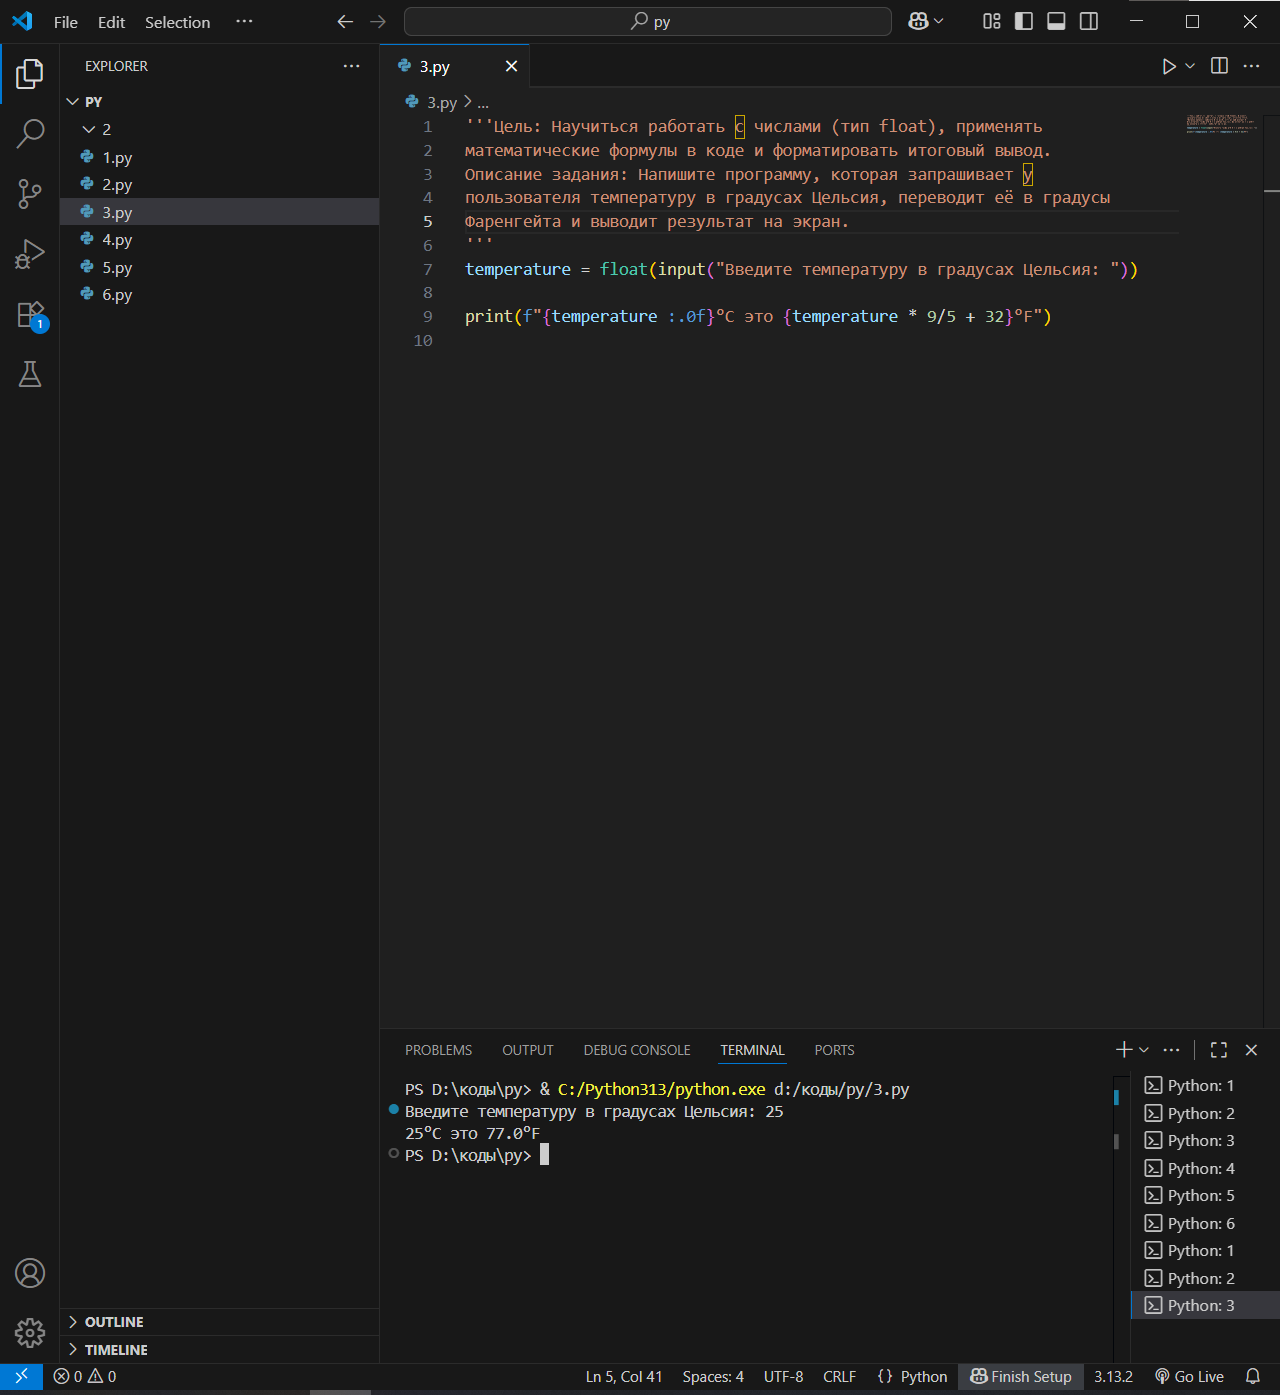 File Edit Selection ···
py
EXPLORER
PY
2
1.py
2.py
3.py
4.py
5.py
6.py
1
OUTLINE
TIMELINE
3.py
3.py > ...
1 '''Цель: Научиться работать с числами (тип float), применять
2 математические формулы в коде и форматировать итоговый вывод.
3 Описание задания: Напишите программу, которая запрашивает у
4 пользователя температуру в градусах Цельсия, переводит её в градусы
5 Фаренгейта и выводит результат на экран.
6 '''
7 temperature = float(input("Введите температуру в градусах Цельсия: "))
8
9 print(f"{temperature :.0f}°C это {temperature * 9/5 + 32}°F")
10
PROBLEMS OUTPUT DEBUG CONSOLE TERMINAL PORTS
PS D:\коды\py> & C:/Python313/python.exe d:/коды/py/3.py
Введите температуру в градусах Цельсия: 25
25°C это 77.0°F
PS D:\коды\py>
Python: 1
Python: 2
Python: 3
Python: 4
Python: 5
Python: 6
Python: 1
Python: 2
Python: 3
0 0 Ln 5, Col 41 Spaces: 4 UTF-8 CRLF {} Python Finish Setup 3.13.2 Go Live